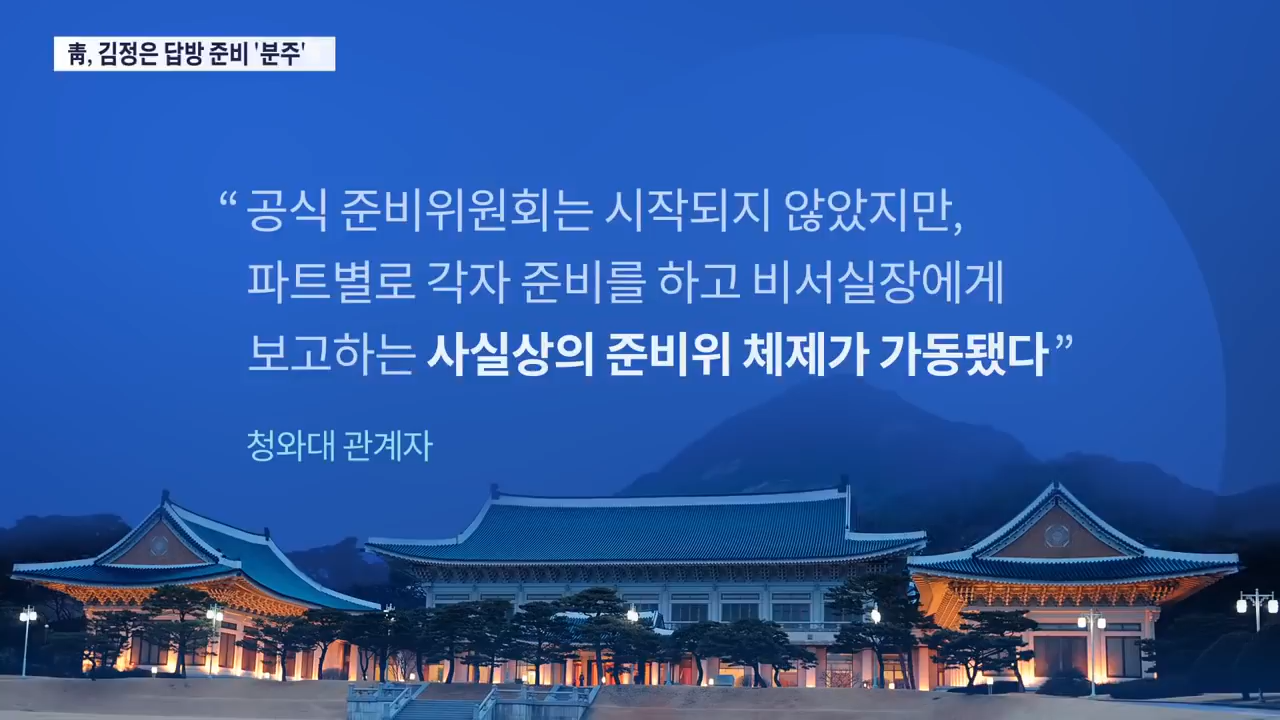 靑, 김정은 답방 준비 '분주'
“ 공식 준비위원회는 시작되지 않았지만,
파트별로 각자 준비를 하고 비서실장에게
보고하는 사실상의 준비위 체제가 가동됐다 ”
청와대 관계자